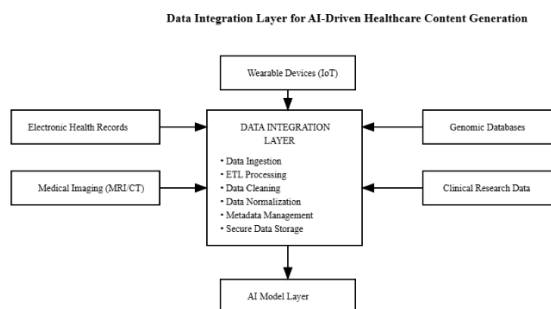 Data Integration Layer for AI-Driven Healthcare Content Generation
Wearable Devices (IoT)
Electronic Health Records
DATA INTEGRATION
LAYER
Genomic Databases
• Data Ingestion
• ETL Processing
• Data Cleaning
• Data Normalization
• Metadata Management
• Secure Data Storage
Medical Imaging (MRI/CT)
Clinical Research Data
AI Model Layer